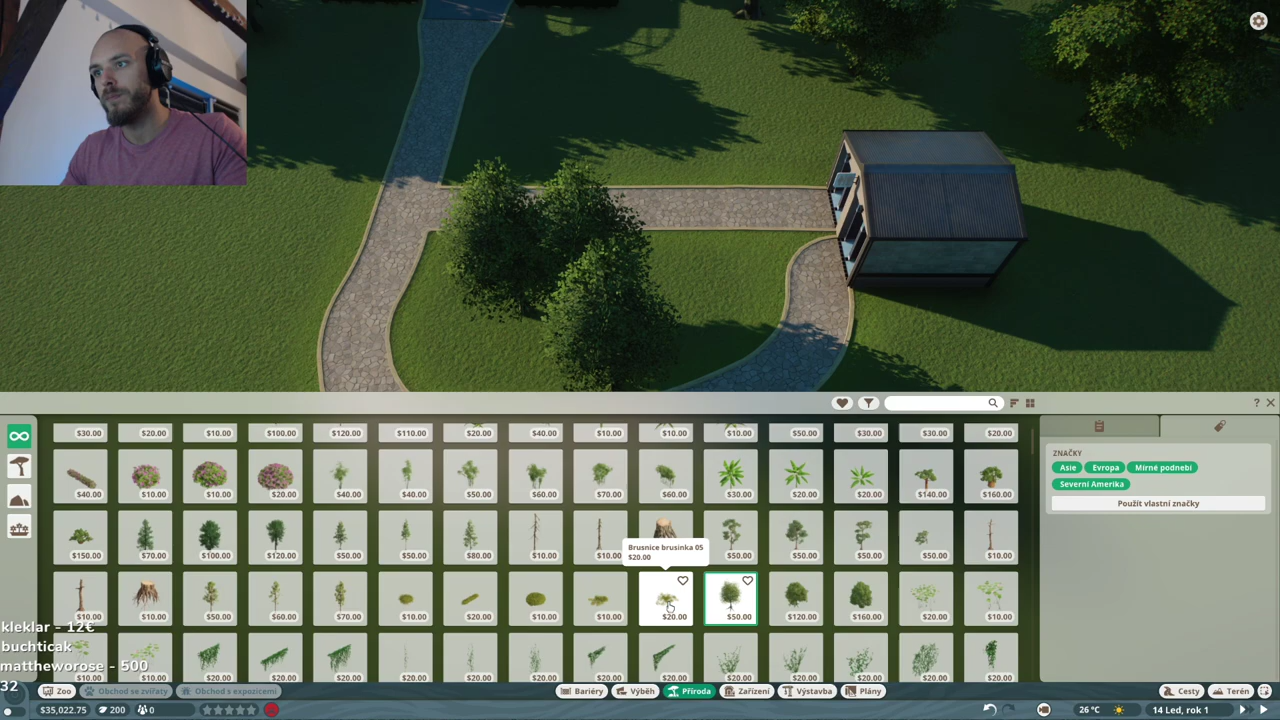 ?
$30.00 $20.00 $10.00 $100.00 $120.00 $110.00 $20.00 $40.00 $10.00 $10.00 $10.00 $50.00 $30.00 $30.00 $20.00
ZNAČKY
Asie Evropa Mírné podnebí
Severní Amerika
$40.00 $10.00 $10.00 $20.00 $40.00 $40.00 $50.00 $60.00 $70.00 $60.00 $30.00 $20.00 $20.00 $140.00 $160.00
Použít vlastní značky
Brusnice brusinka 05
$20.00
$150.00 $70.00 $100.00 $120.00 $50.00 $50.00 $80.00 $10.00 $10.00 $50.00 $50.00 $50.00 $50.00 $10.00
$10.00 $10.00 $50.00 $60.00 $70.00 $10.00 $20.00 $10.00 $10.00 $20.00 $50.00 $120.00 $160.00 $20.00 $10.00
kleklar - 12€
buchticak
mattheworose - 500
32
$10.00 $10.00 $20.00 $20.00 $20.00 $20.00 $20.00 $20.00 $20.00 $20.00 $20.00 $20.00 $20.00 $20.00 $20.00
Zoo Obchod se zvířaty Obchod s expozicemi Bariéry Výběh Příroda Zařízení Výstavba Plány Cesty Terén
$35,022.75 200 0 26 °C 14 Led, rok 1